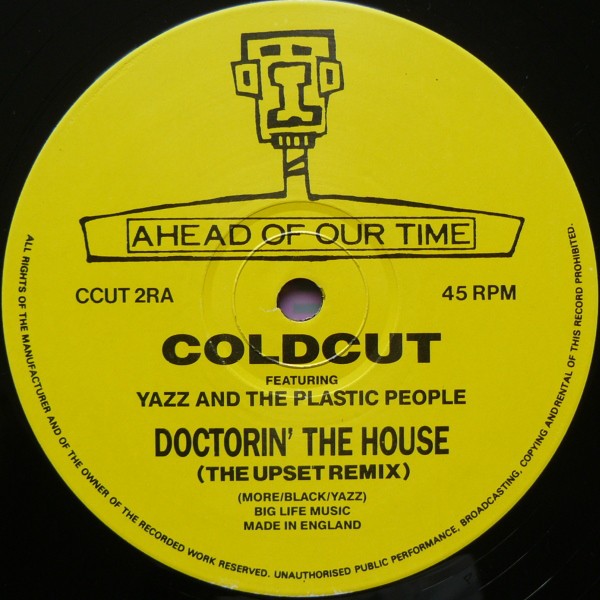 AHEAD OF OUR TIME
CCUT 2RA
45 RPM
COLDCUT
FEATURING
YAZZ AND THE PLASTIC PEOPLE
DOCTORIN' THE HOUSE
(THE UPSET REMIX)
(MORE/BLACK/YAZZ)
BIG LIFE MUSIC
MADE IN ENGLAND
ALL RIGHTS OF THE MANUFACTURER AND OF THE OWNER OF THE RECORDED WORK RESERVED. UNAUTHORISED PUBLIC PERFORMANCE, BROADCASTING, COPYING AND RENTAL OF THIS RECORD PROHIBITED.